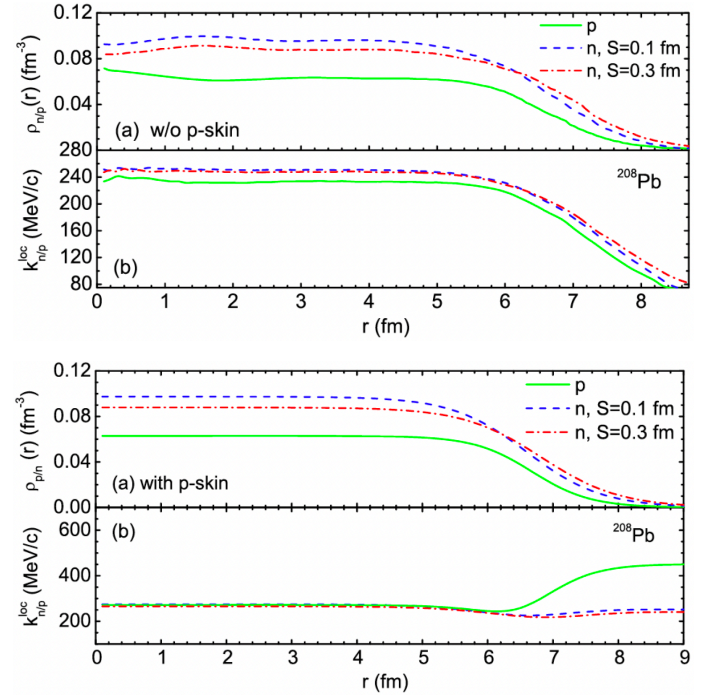 0.12
0.08
0.04
280
ρn/p(r) (fm-3)
p
n, S=0.1 fm
n, S=0.3 fm
(a) w/o p-skin
240
200
160
120
80
klocn/p (MeV/c)
208Pb
(b)
0 1 2 3 4 5 6 7 8
r (fm)
0.12
0.08
0.04
0.00
ρp/n (r) (fm-3)
p
n, S=0.1 fm
n, S=0.3 fm
(a) with p-skin
600
400
200
klocn/p (MeV/c)
(b)
208Pb
0 1 2 3 4 5 6 7 8 9
r (fm)